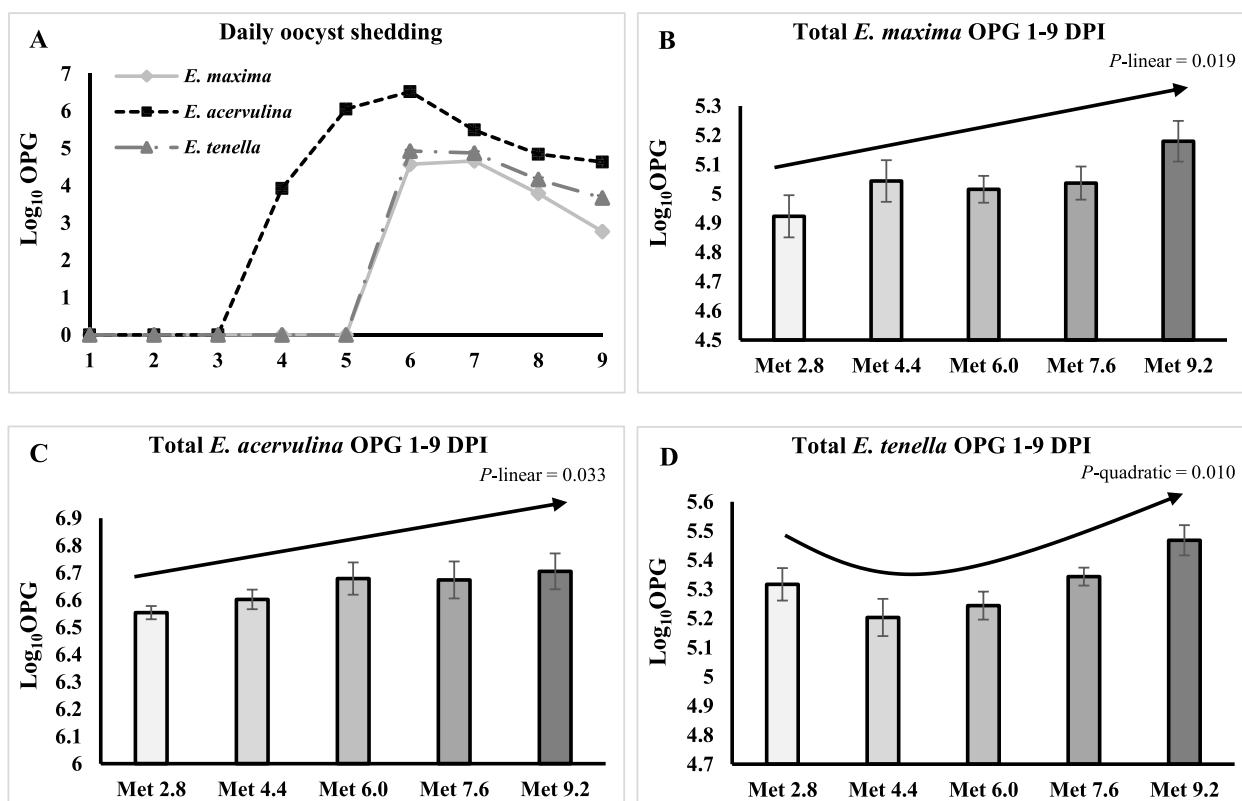 A
Daily oocyst shedding
E. maxima
E. acervulina
E. tenella
Log₁₀ OPG
7
6
5
4
3
2
1
0
1 2 3 4 5 6 7 8 9
B
Total E. maxima OPG 1-9 DPI
P-linear = 0.019
Log₁₀OPG
5.3
5.2
5.1
5
4.9
4.8
4.7
4.6
4.5
Met 2.8 Met 4.4 Met 6.0 Met 7.6 Met 9.2
C
Total E. acervulina OPG 1-9 DPI
P-linear = 0.033
Log₁₀OPG
6.9
6.8
6.7
6.6
6.5
6.4
6.3
6.2
6.1
6
Met 2.8 Met 4.4 Met 6.0 Met 7.6 Met 9.2
D
Total E. tenella OPG 1-9 DPI
P-quadratic = 0.010
Log₁₀OPG
5.6
5.5
5.4
5.3
5.2
5.1
5
4.9
4.8
4.7
Met 2.8 Met 4.4 Met 6.0 Met 7.6 Met 9.2